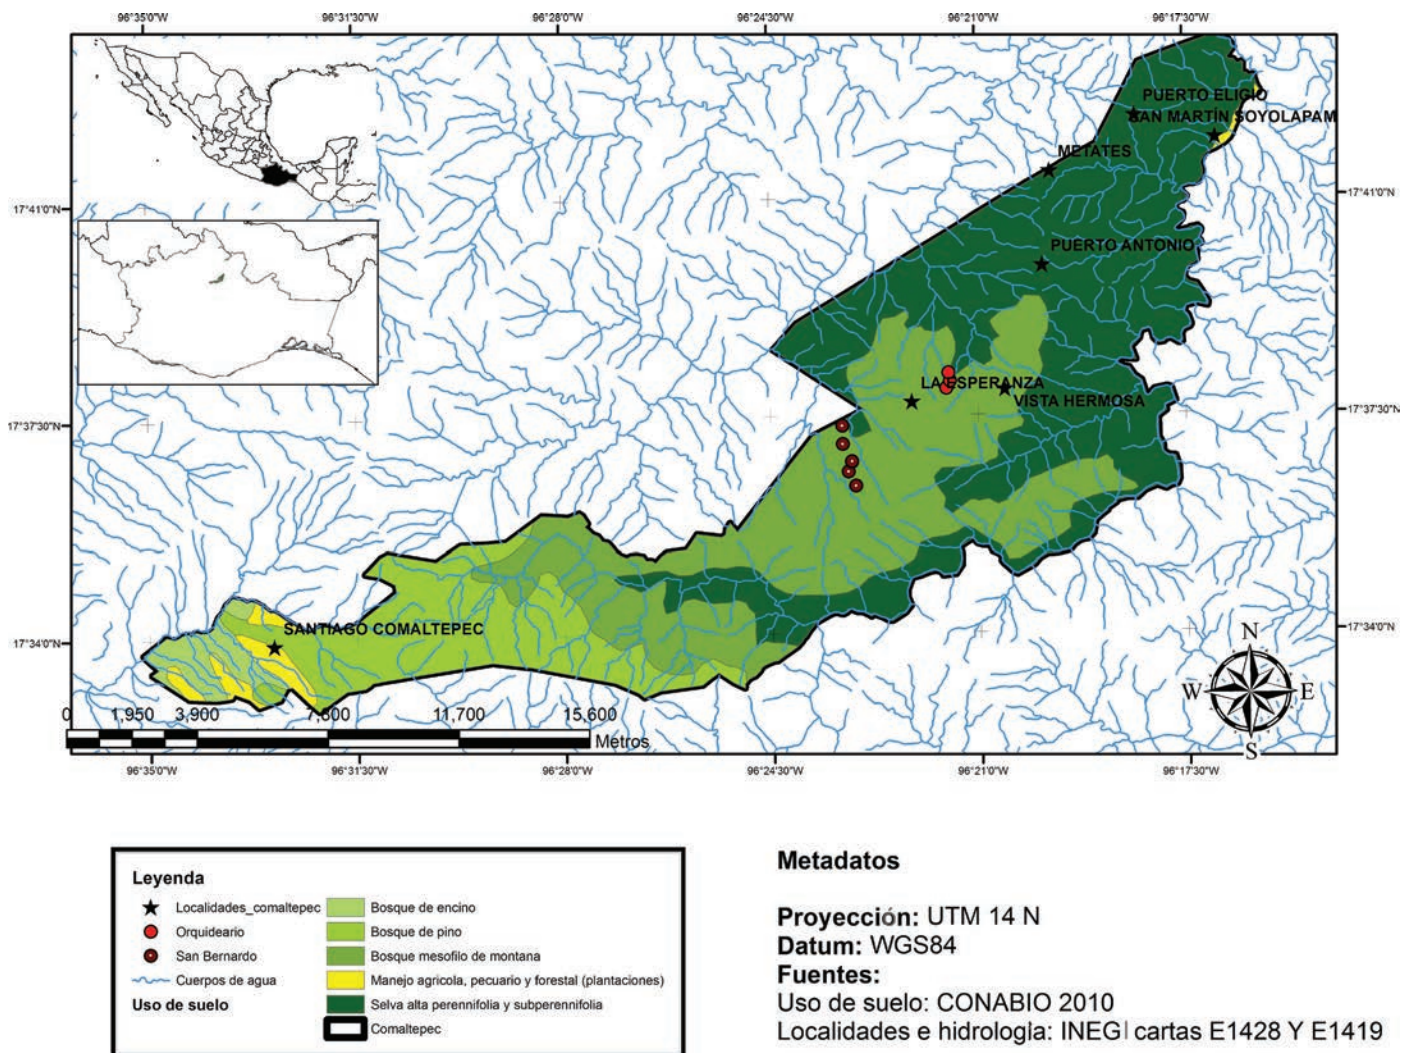 96°35'0"W 96°31'30"W 96°28'0"W 96°24'30"W 96°21'0"W 96°17'30"W
PUERTO ELIGIO
SAN MARTÍN SOYOLAPAM
METATES
17°41'0"N 17°41'0"N
PUERTO ANTONIO
LA ESPERANZA
VISTA HERMOSA
17°37'30"N 17°37'30"N
SANTIAGO COMALTEPEC
17°34'0"N 17°34'0"N
N
W E
S
0 1,950 3,900 7,800 11,700 15,600
Metros
96°35'0"W 96°31'30"W 96°28'0"W 96°24'30"W 96°21'0"W 96°17'30"W
Leyenda
Localidades_comaltepec
Orquideario
San Bernardo
Cuerpos de agua
Uso de suelo
Bosque de encino
Bosque de pino
Bosque mesofilo de montana
Manejo agricola, pecuario y forestal (plantaciones)
Selva alta perennifolia y subperennifolia
Comaltepec
Metadatos
Proyección: UTM 14 N
Datum: WGS84
Fuentes:
Uso de suelo: CONABIO 2010
Localidades e hidrologia: INEGI cartas E1428 Y E1419